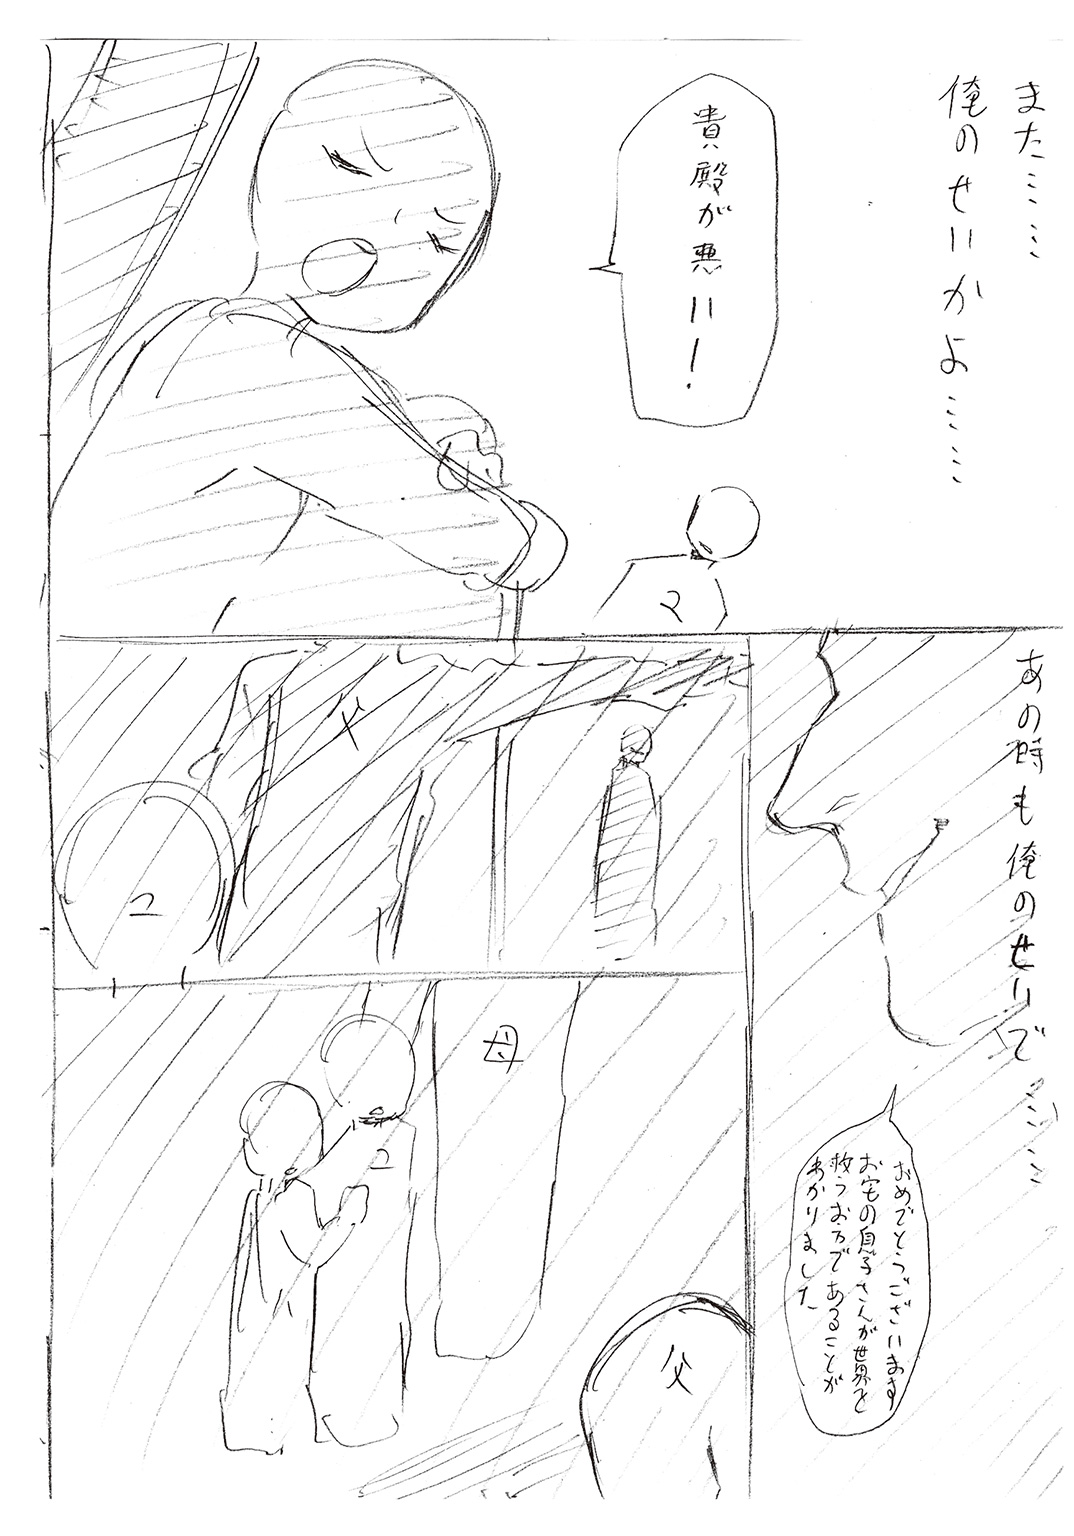 また……
俺のせいかよ……
貴殿が悪い!
マ
あの時も俺のせいで……
おめでとうございます
お宅の息子さんが世界を
救うお方であることが
わかりました
ヤ
ユ
母
ユ
父